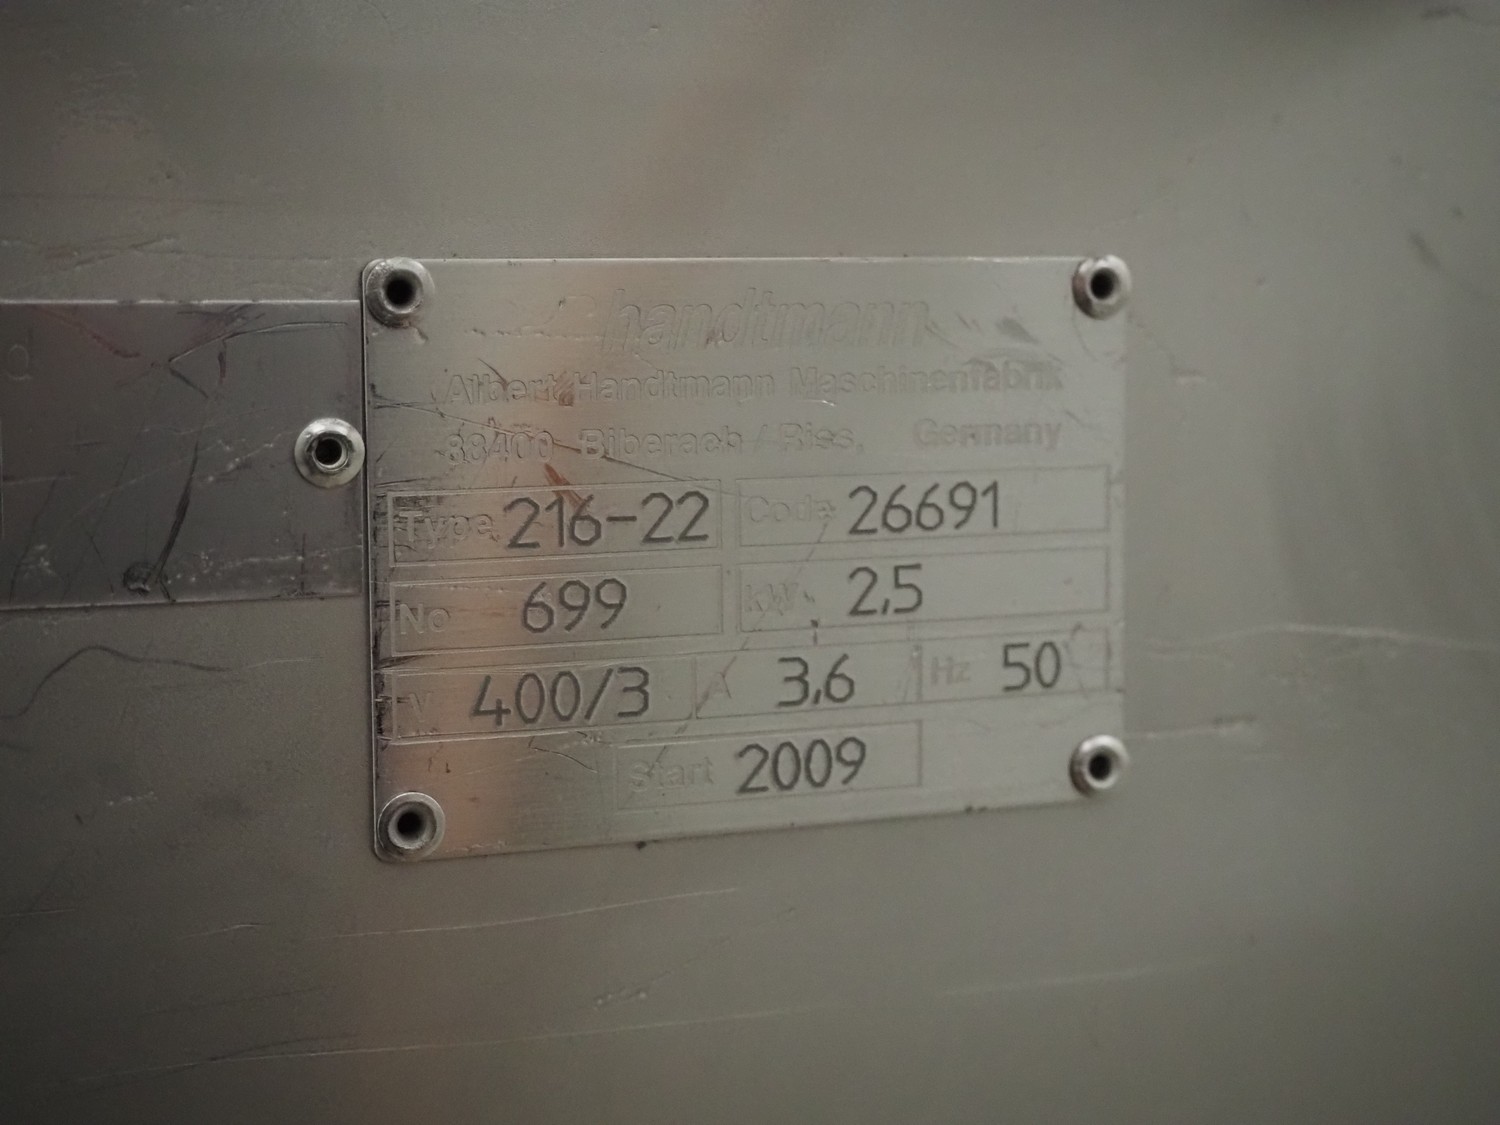 handtmann
Albert Handtmann Maschinenfabrik
88400 Biberach / Riss, Germany
Type 216-22 Code 26691
No 699 kW 2,5
V 400/3 A 3,6 Hz 50
Start 2009